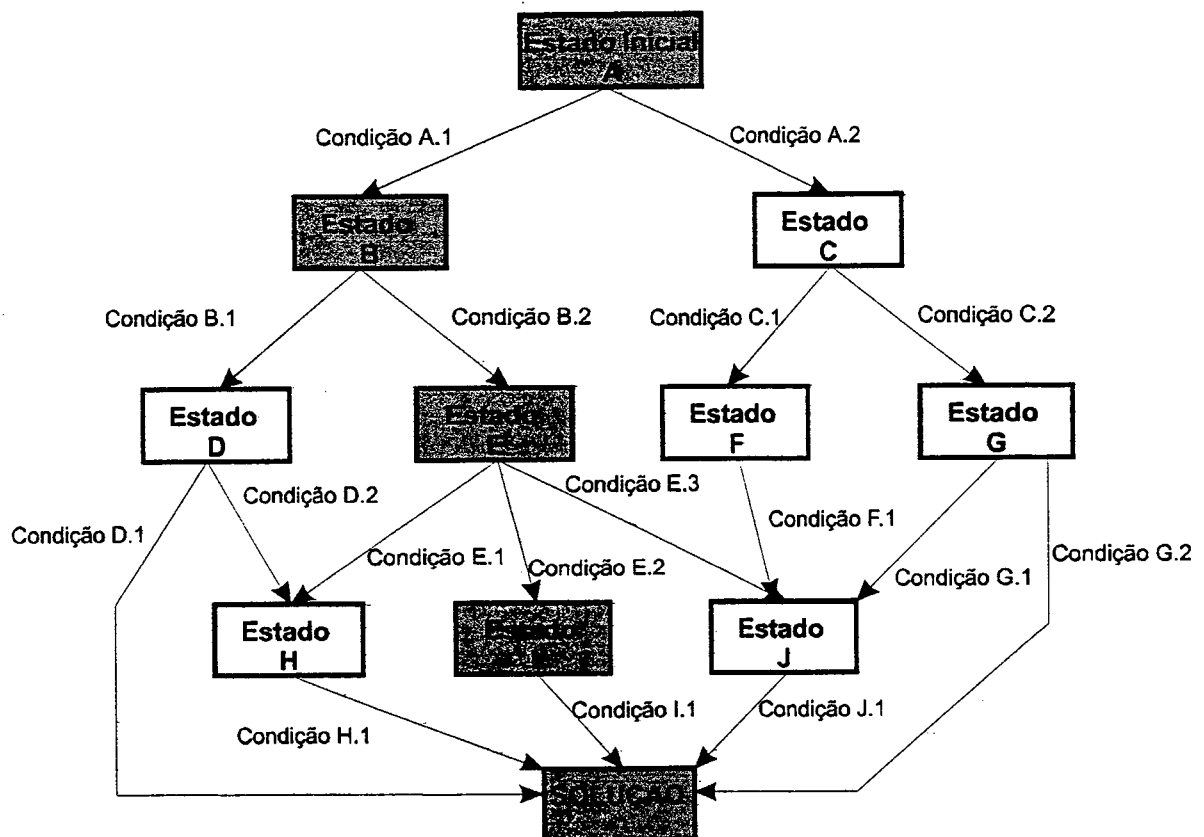 Estado Inicial
A
Condição A.1
Condição A.2
Estado
B
Estado
C
Condição B.1
Condição B.2
Condição C.1
Condição C.2
Estado
D
Estado
E
Estado
F
Estado
G
Condição D.1
Condição D.2
Condição E.3
Condição F.1
Condição G.2
Condição E.1
Condição E.2
Condição G.1
Estado
H
Estado
Estado
J
Condição H.1
Condição I.1
Condição J.1
SOLUÇÃO